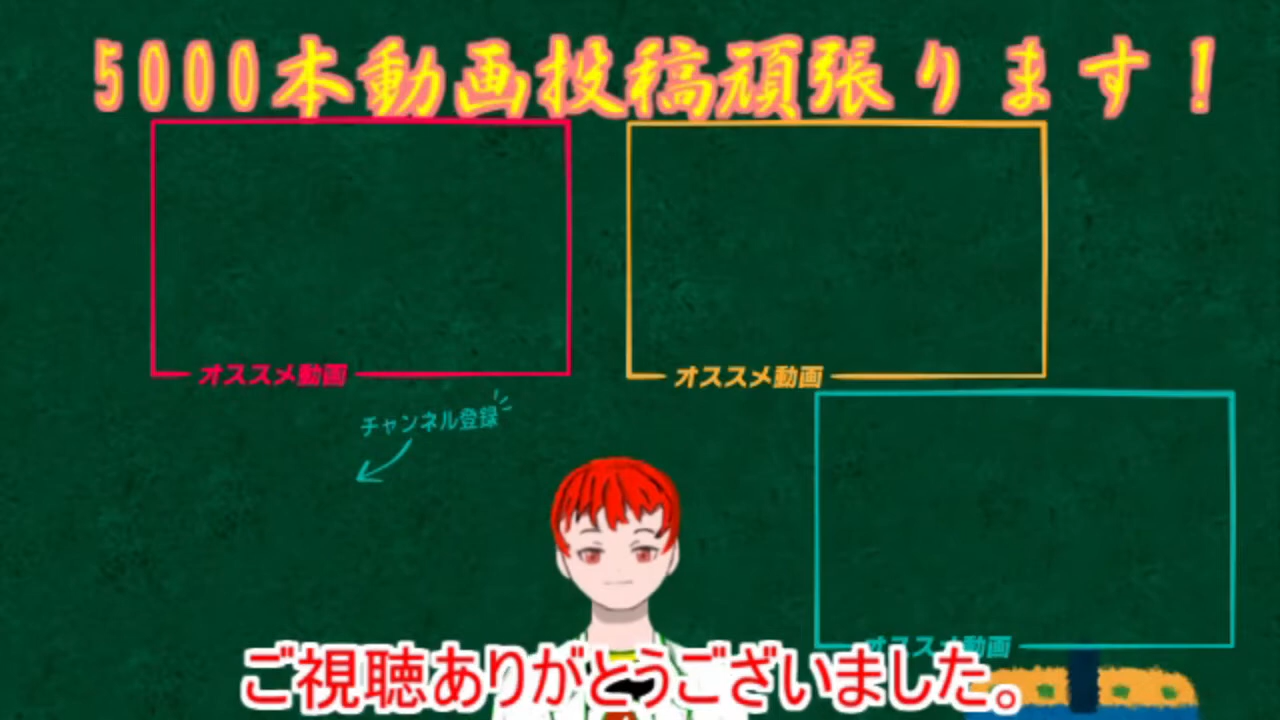 5000本動画投稿頑張ります！
オススメ動画
オススメ動画
チャンネル登録
オススメ動画
ご視聴ありがとうございました。